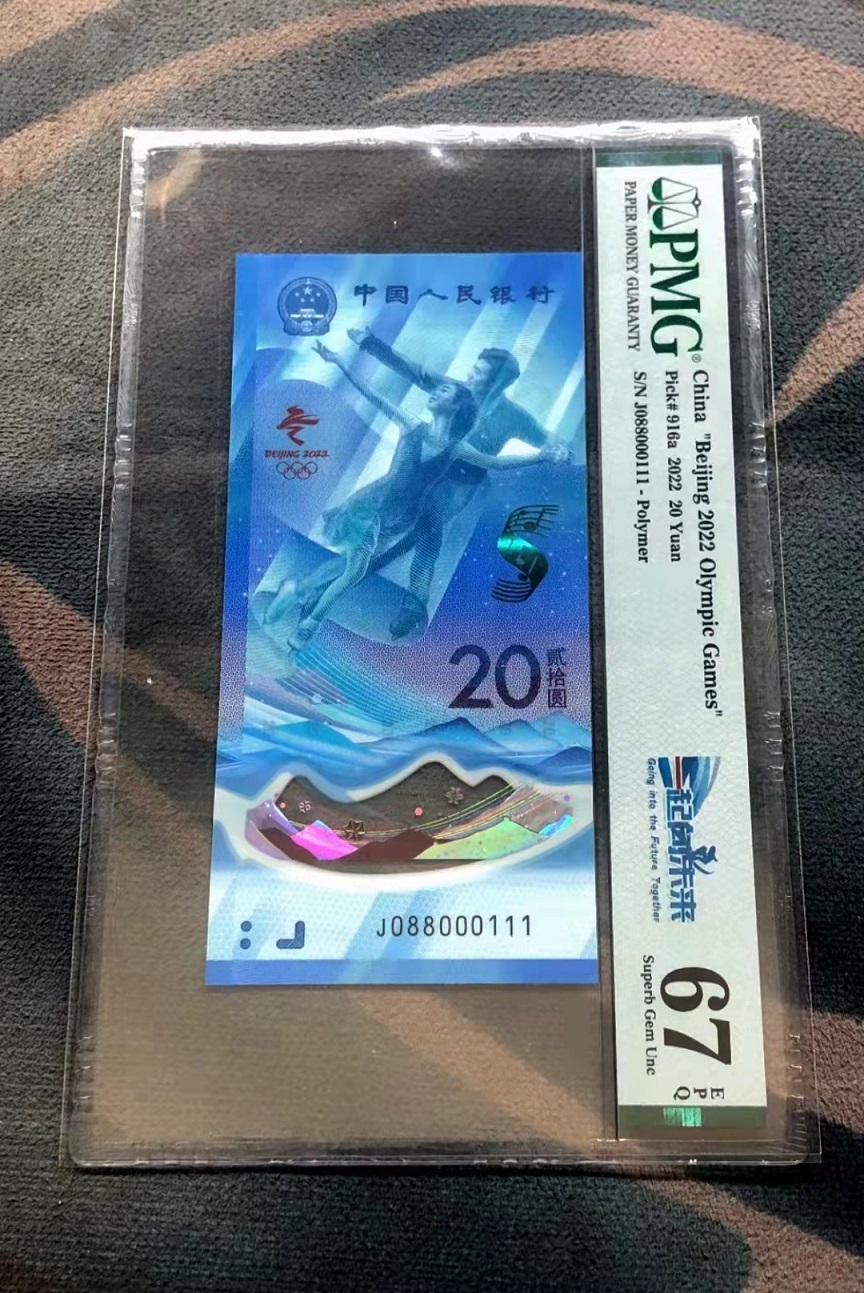 中国人民银行
BEIJING 2022
20
贰拾圆
J088000111
PMG®
PAPER MONEY GUARANTY
China "Beijing 2022 Olympic Games"
Pick# 916a 2022 20 Yuan
S/N J088000111 - Polymer
一起向未来
Going into the Future Together
67
EPQ
Superb Gem Unc